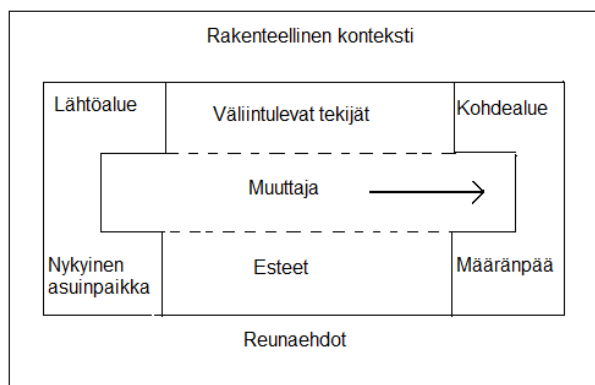 Rakenteellinen konteksti
Lähtöalue
Väliintulevat tekijät
Kohdealue
Muuttaja
Nykyinen
asuinpaikka
Esteet
Määränpää
Reunaehdot